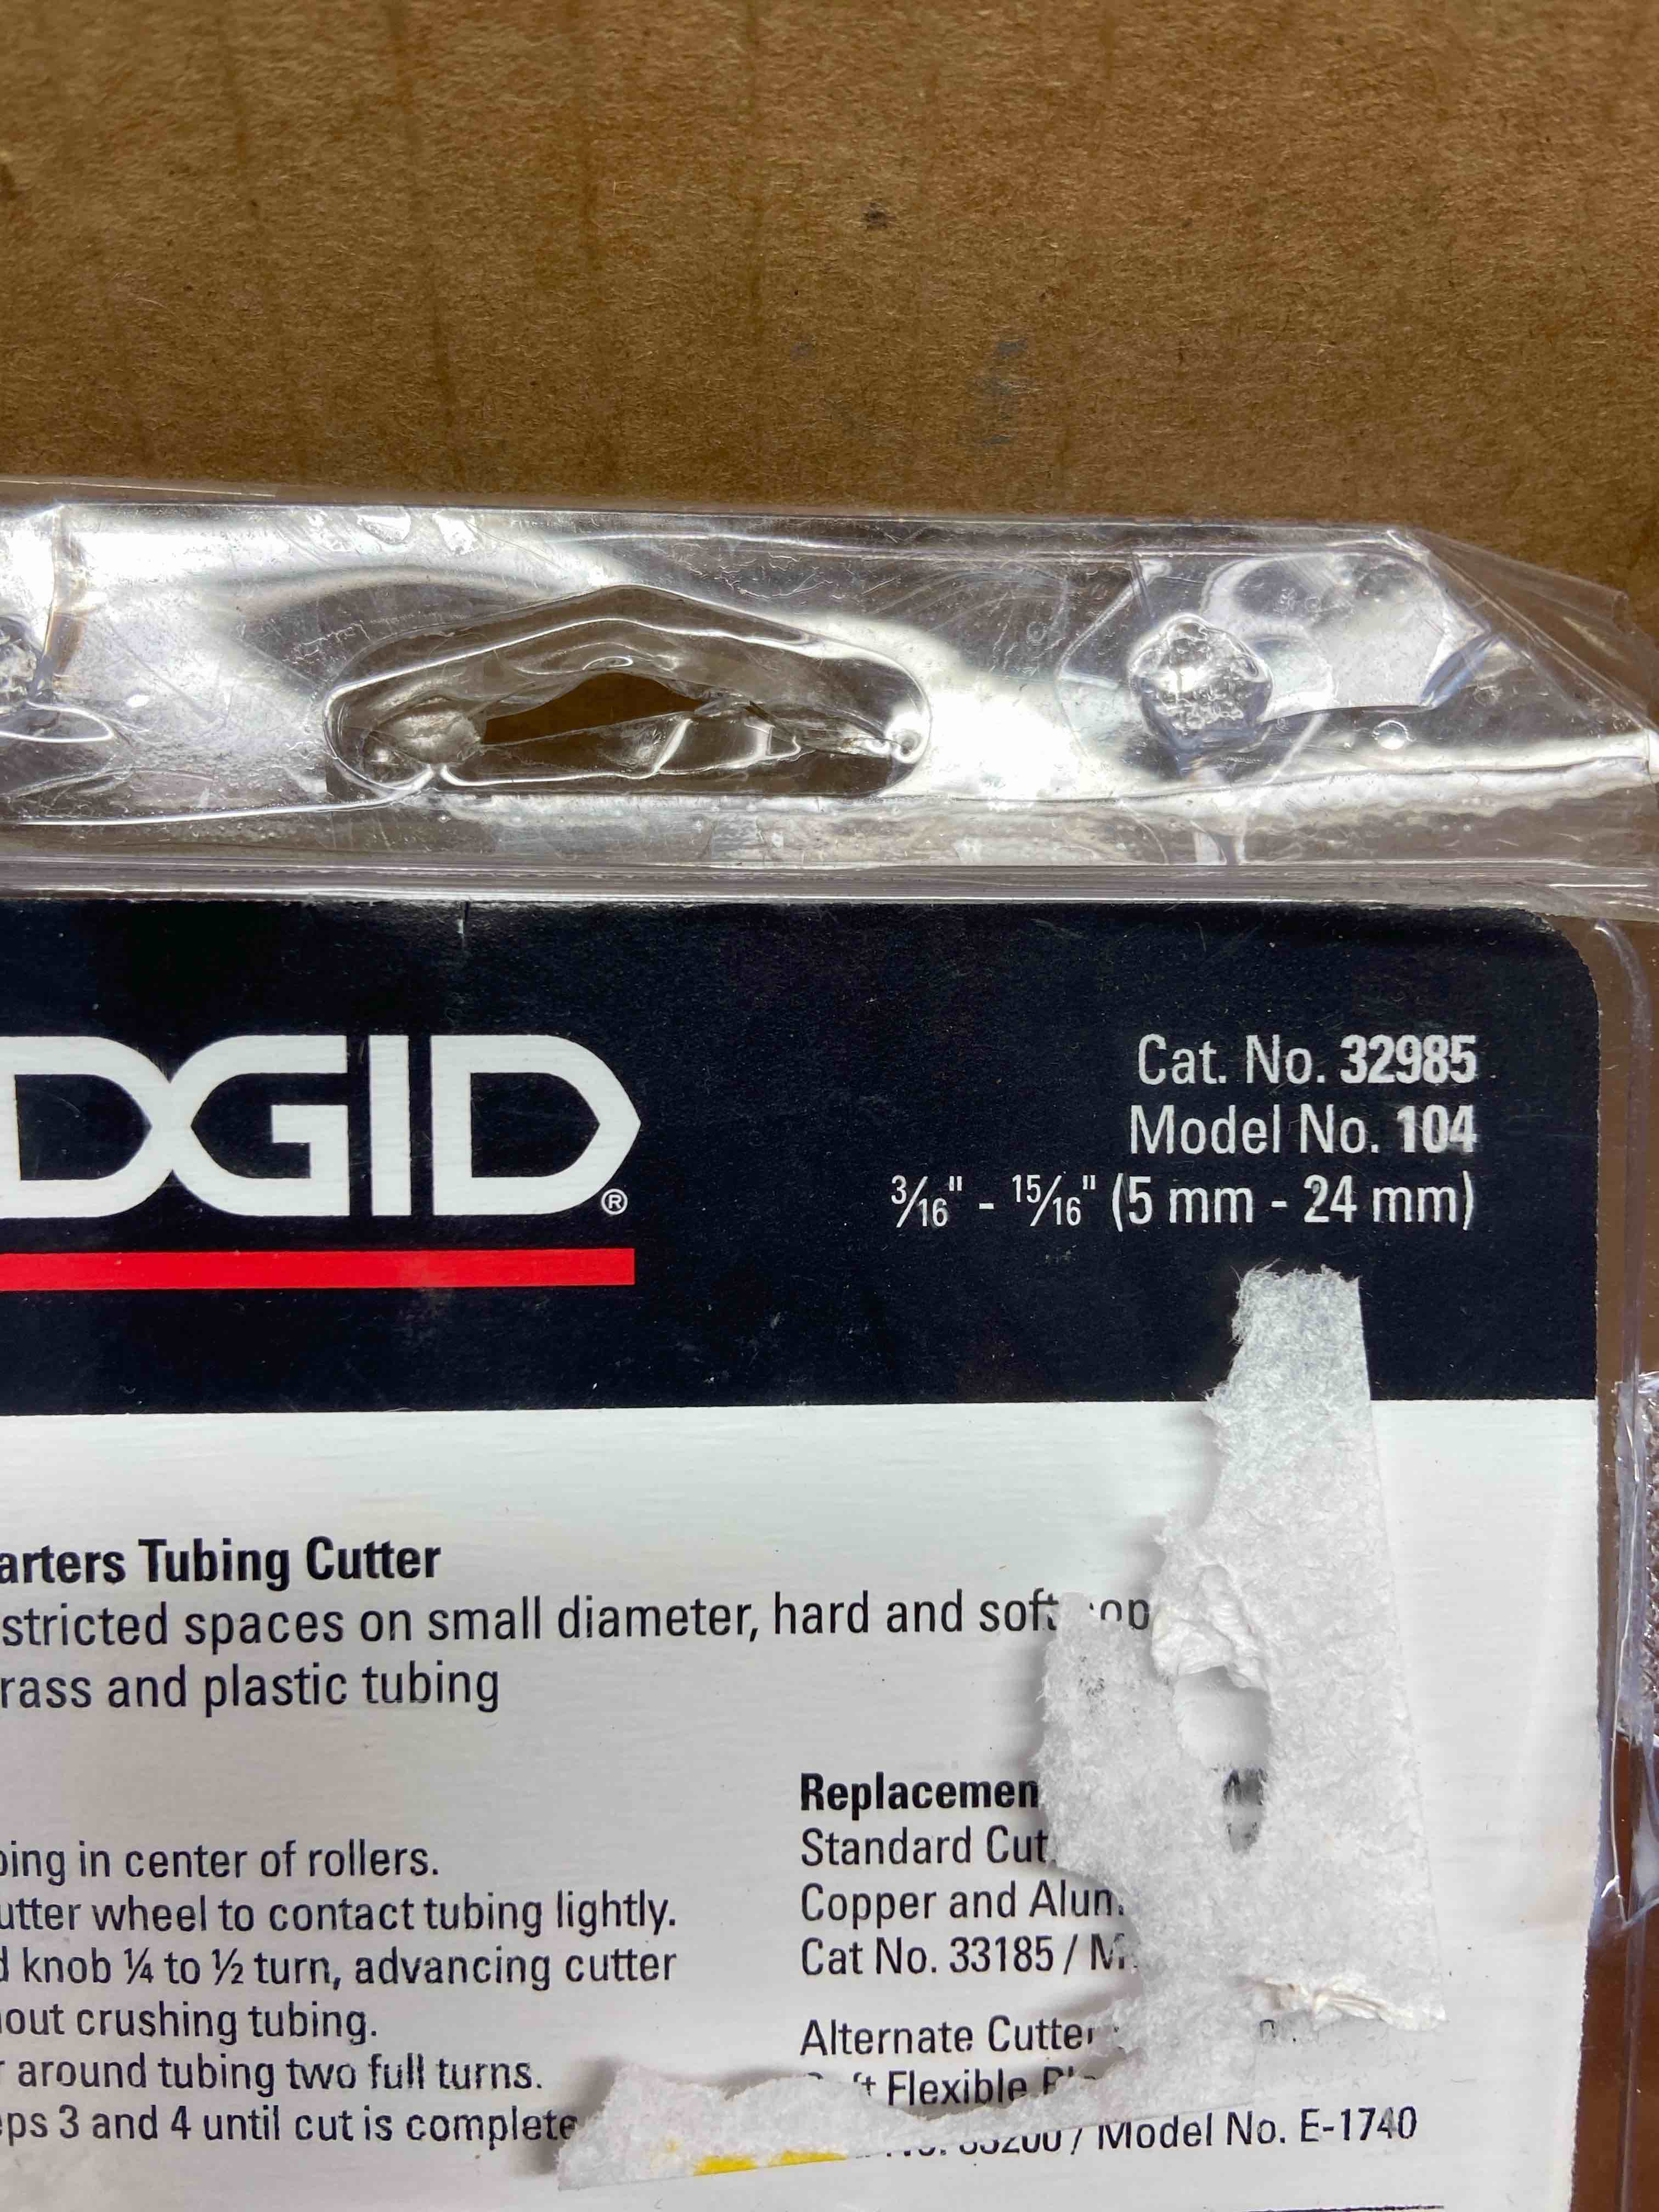 DGID®
Cat. No. 32985
Model No. 104
3/16" - 15/16" (5 mm - 24 mm)
arters Tubing Cutter
stricted spaces on small diameter, hard and soft
rass and plastic tubing
Replacemen
Standard Cut
Copper and Alum
Cat No. 33185 / M
Alternate Cutter
Flexible
Model No. E-1740
bing in center of rollers.
utter wheel to contact tubing lightly.
d knob ¼ to ½ turn, advancing cutter
out crushing tubing.
r around tubing two full turns.
ps 3 and 4 until cut is complete